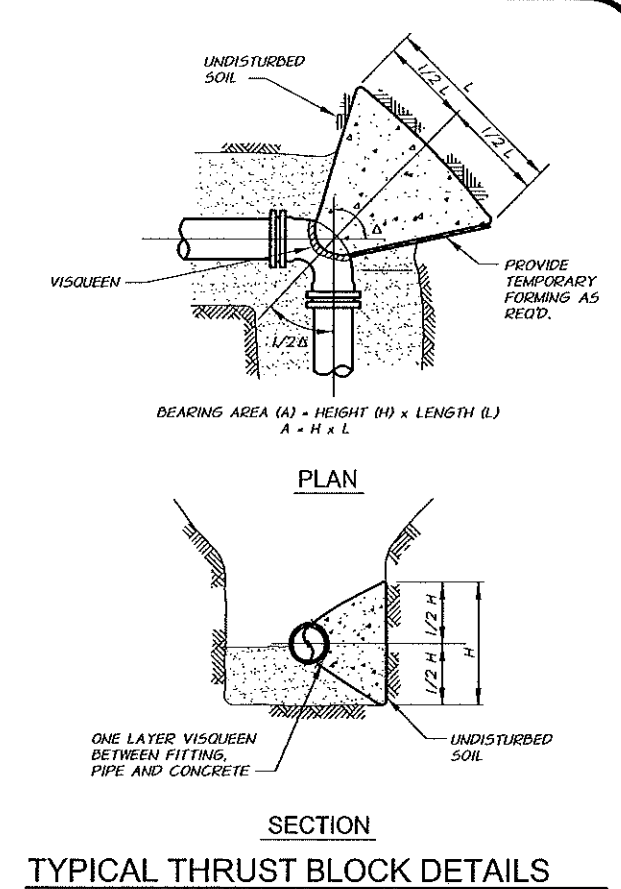 UNDISTURBED
SOIL
L
1/2 L
1/2 L
Δ
VISQUEEN
PROVIDE
TEMPORARY
FORMING AS
REQ'D.
1/2 Δ
BEARING AREA (A) = HEIGHT (H) x LENGTH (L)
A = H x L
PLAN
1/2 H
H
1/2 H
ONE LAYER VISQUEEN
BETWEEN FITTING,
PIPE AND CONCRETE
UNDISTURBED
SOIL
SECTION
TYPICAL THRUST BLOCK DETAILS